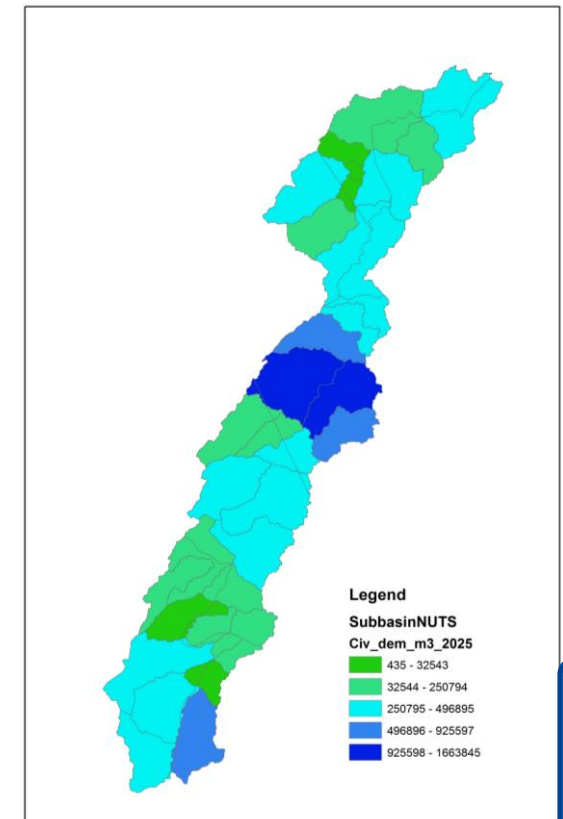 Legend
SubbasinNUTS
Civ_dem_m3_2025
435 - 32543
32544 - 250794
250795 - 496895
496896 - 925597
925598 - 1663845